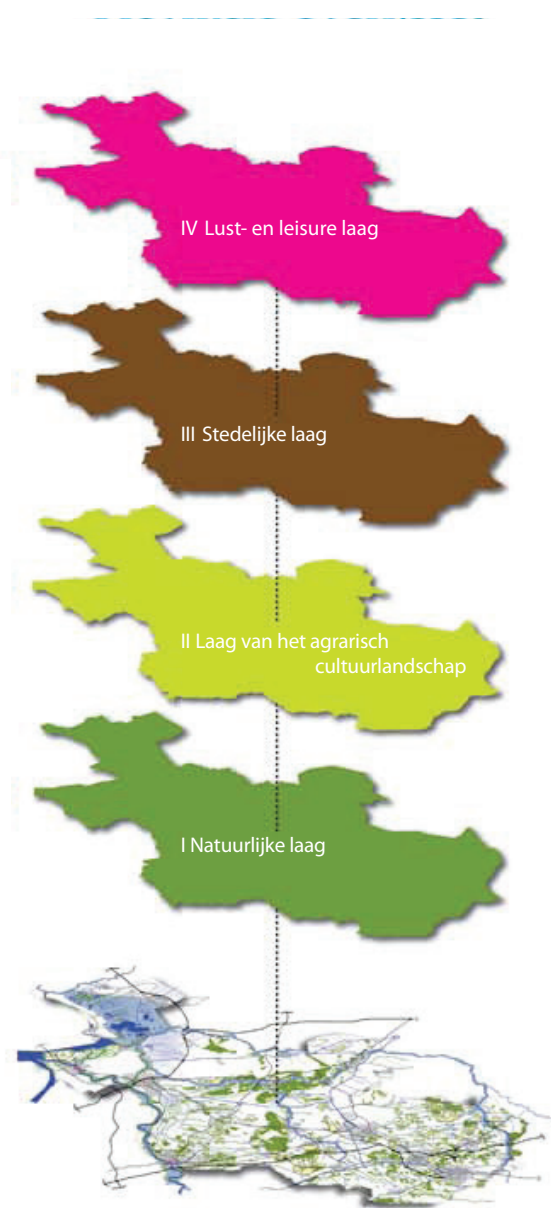 IV Lust- en leisure laag
III Stedelijke laag
II Laag van het agrarisch
cultuurlandschap
I Natuurlijke laag